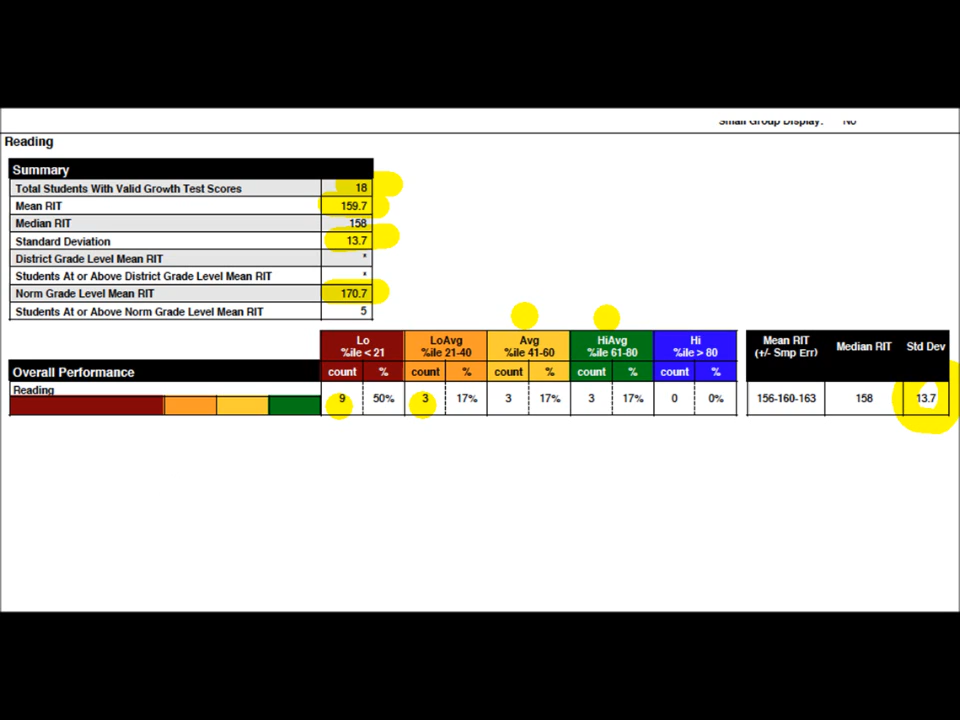 Small Group Display: No
Reading
Summary
Total Students With Valid Growth Test Scores 18
Mean RIT 159.7
Median RIT 158
Standard Deviation 13.7
District Grade Level Mean RIT *
Students At or Above District Grade Level Mean RIT *
Norm Grade Level Mean RIT 170.7
Students At or Above Norm Grade Level Mean RIT 5
Lo LoAvg Avg HiAvg Hi Mean RIT Median RIT Std Dev
%ile < 21 %ile 21-40 %ile 41-60 %ile 61-80 %ile > 80 (+/- Smp Err)
Overall Performance count % count % count % count % count %
Reading
9 50% 3 17% 3 17% 3 17% 0 0% 156-160-163 158 13.7